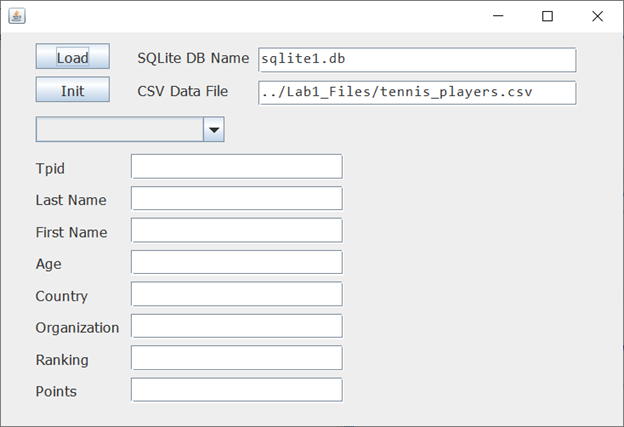 Load SQLite DB Name sqlite1.db
Init CSV Data File ../Lab1_Files/tennis_players.csv
Tpid
Last Name
First Name
Age
Country
Organization
Ranking
Points